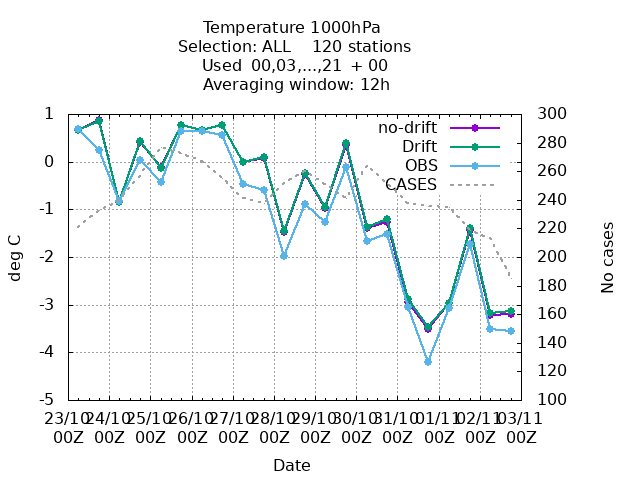 Temperature 1000hPa
Selection: ALL    120 stations
Used  00,03,...,21  + 00
Averaging window: 12h
no-drift
Drift
OBS
CASES
1
0
-1
-2
-3
-4
-5
deg C
300
280
260
240
220
200
180
160
140
120
100
No cases
23/10 24/10 25/10 26/10 27/10 28/10 29/10 30/10 31/10 01/11 02/11 03/11
00Z 00Z 00Z 00Z 00Z 00Z 00Z 00Z 00Z 00Z 00Z 00Z
Date